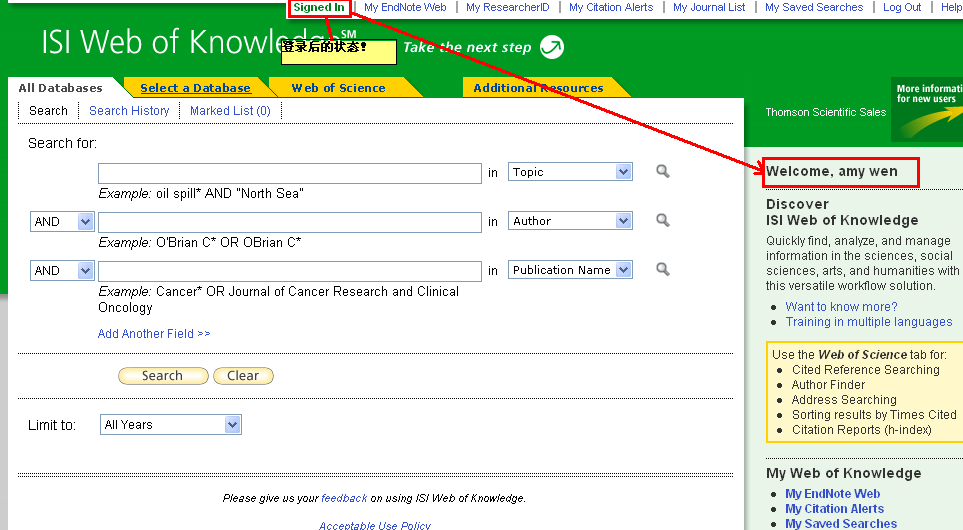 Signed In | My EndNote Web | My ResearcherID | My Citation Alerts | My Journal List | My Saved Searches | Log Out | Help
ISI Web of Knowledge SM
登录后的状态！
Take the next step
All Databases
Select a Database
Web of Science
Additional Resources
Search
Search History
Marked List (0)
Search for:
in Topic
Example: oil spill* AND "North Sea"
AND in Author
Example: O'Brian C* OR OBrian C*
AND in Publication Name
Example: Cancer* OR Journal of Cancer Research and Clinical
Oncology
Add Another Field >>
Search Clear
Limit to: All Years
Please give us your feedback on using ISI Web of Knowledge.
Acceptable Use Policy
Thomson Scientific Sales
More informati
for new users
Welcome, amy wen
Discover
ISI Web of Knowledge
Quickly find, analyze, and manage
information in the sciences, social
sciences, arts, and humanities with
this versatile workflow solution.
Want to know more?
Training in multiple languages
Use the Web of Science tab for:
Cited Reference Searching
Author Finder
Address Searching
Sorting results by Times Cited
Citation Reports (h-index)
My Web of Knowledge
My EndNote Web
My Citation Alerts
My Saved Searches